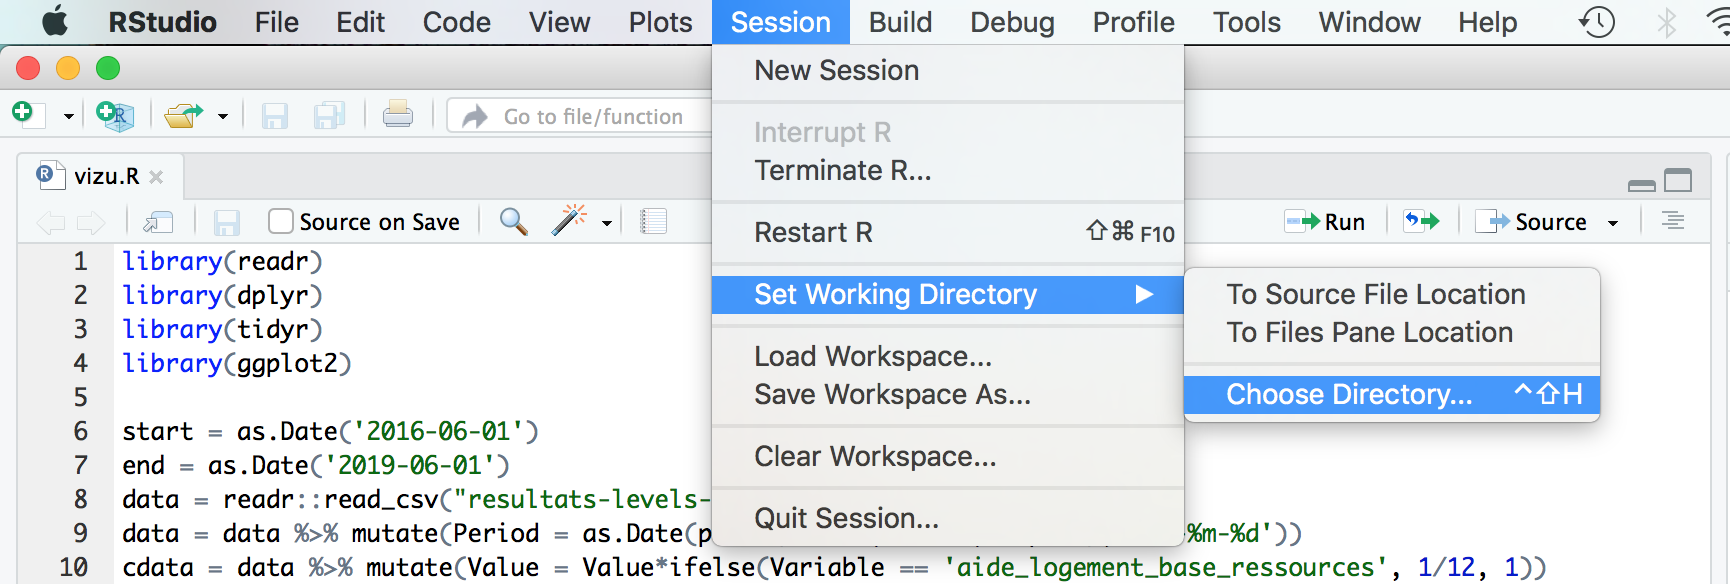 RStudio File Edit Code View Plots Session Build Debug Profile Tools Window Help
New Session
Go to file/function
Interrupt R
Terminate R...
vizu.R
Source on Save
Run
Source
Restart R ⇧⌘F10
Set Working Directory ▶
To Source File Location
To Files Pane Location
Choose Directory... ^⇧H
Load Workspace...
Save Workspace As...
Clear Workspace...
Quit Session...
1 library(readr)
2 library(dplyr)
3 library(tidyr)
4 library(ggplot2)
5
6 start = as.Date('2016-06-01')
7 end = as.Date('2019-06-01')
8 data = readr::read_csv("resultats-levels-
9 data = data %>% mutate(Period = as.Date(p %m-%d'))
10 cdata = data %>% mutate(Value = Value*ifelse(Variable == 'aide_logement_base_ressources', 1/12, 1))